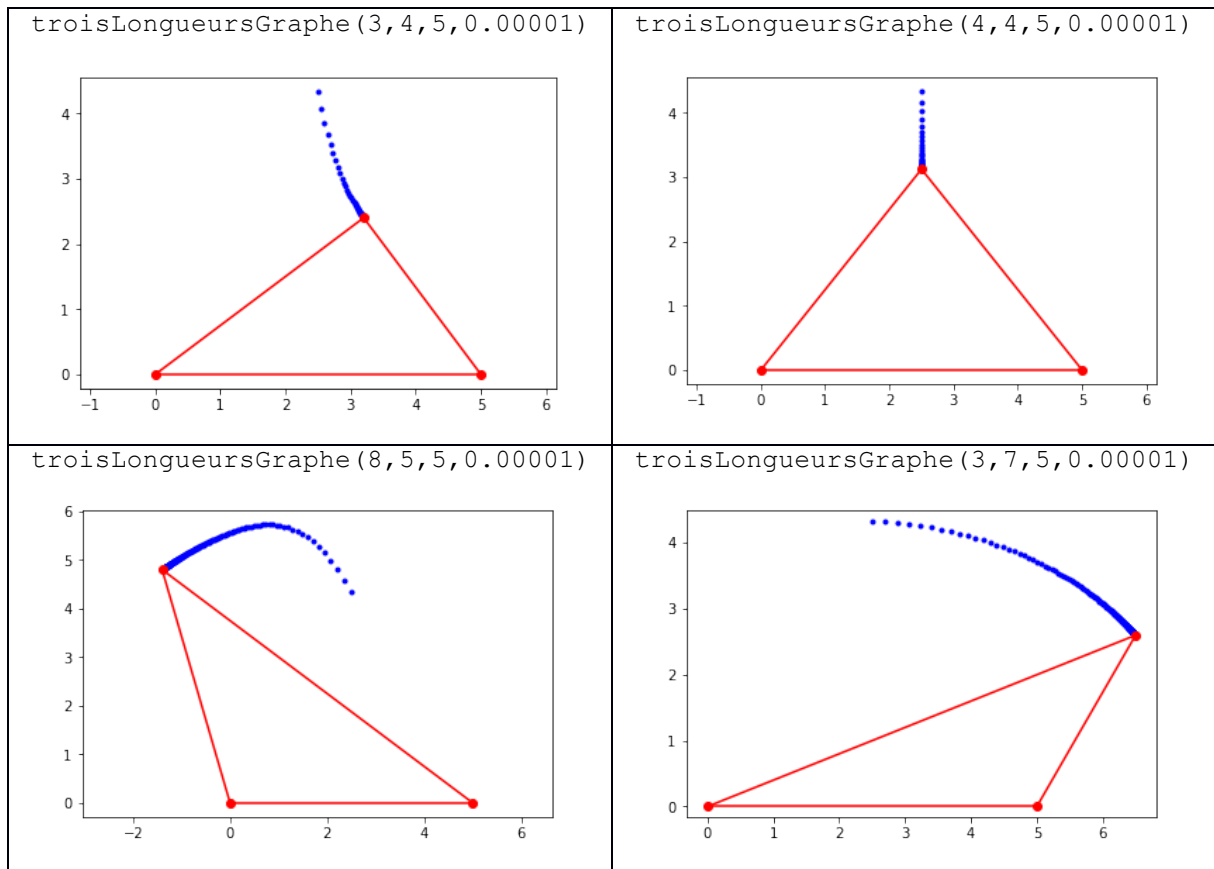 troisLongueursGraphe(3,4,5,0.00001)
4
3
2
1
0
−1 0 1 2 3 4 5 6
troisLongueursGraphe(4,4,5,0.00001)
4
3
2
1
0
−1 0 1 2 3 4 5 6
troisLongueursGraphe(8,5,5,0.00001)
6
5
4
3
2
1
0
−2 0 2 4 6
troisLongueursGraphe(3,7,5,0.00001)
4
3
2
1
0
0 1 2 3 4 5 6